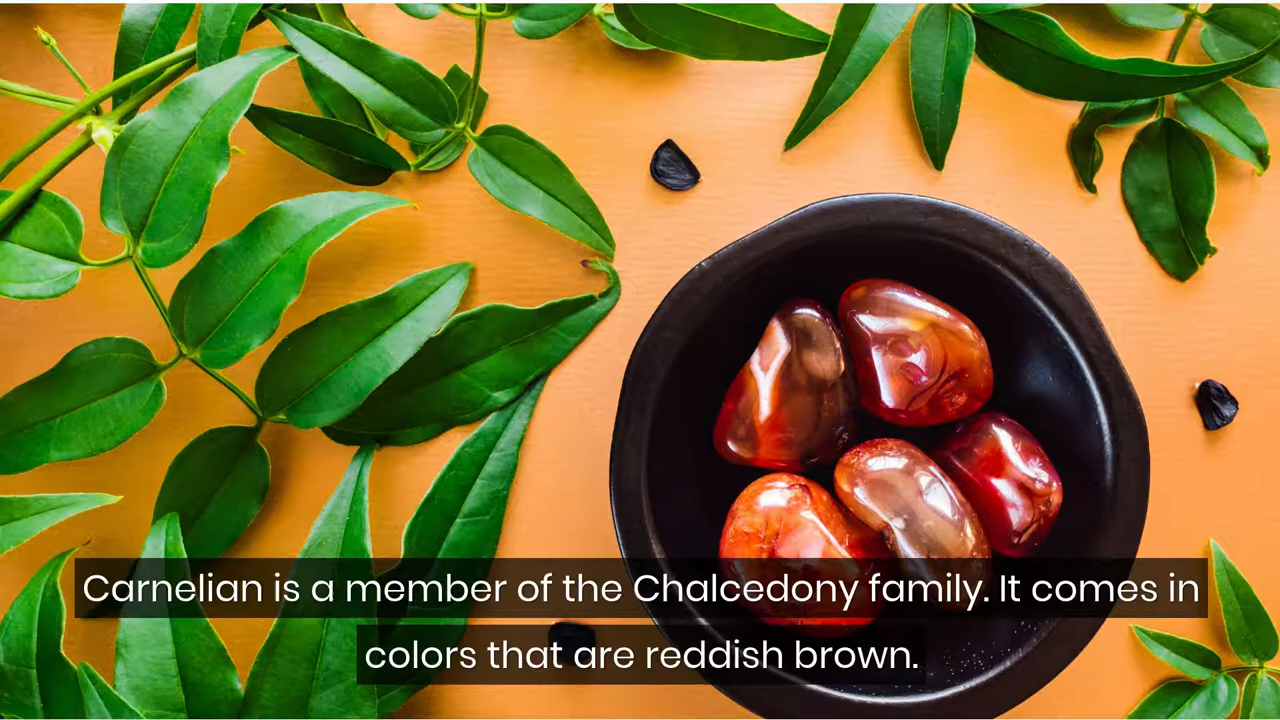 Carnelian is a member of the Chalcedony family. It comes in
colors that are reddish brown.